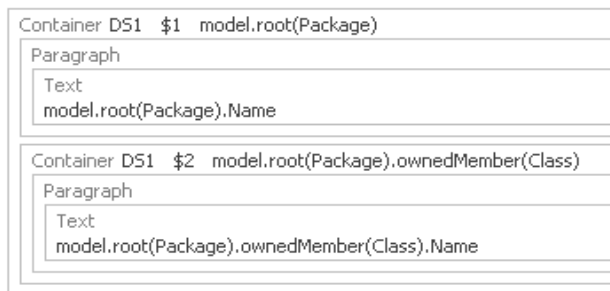 Container DS1 $1 model.root(Package)
Paragraph
Text
model.root(Package).Name
Container DS1 $2 model.root(Package).ownedMember(Class)
Paragraph
Text
model.root(Package).ownedMember(Class).Name